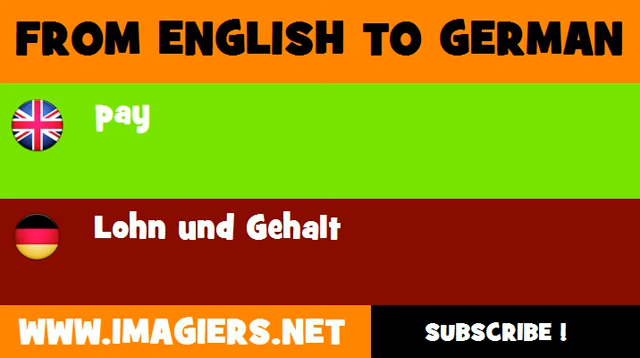 FROM ENGLISH TO GERMAN
pay
Lohn und Gehalt
WWW.IMAGIERS.NET
SUBSCRIBE !